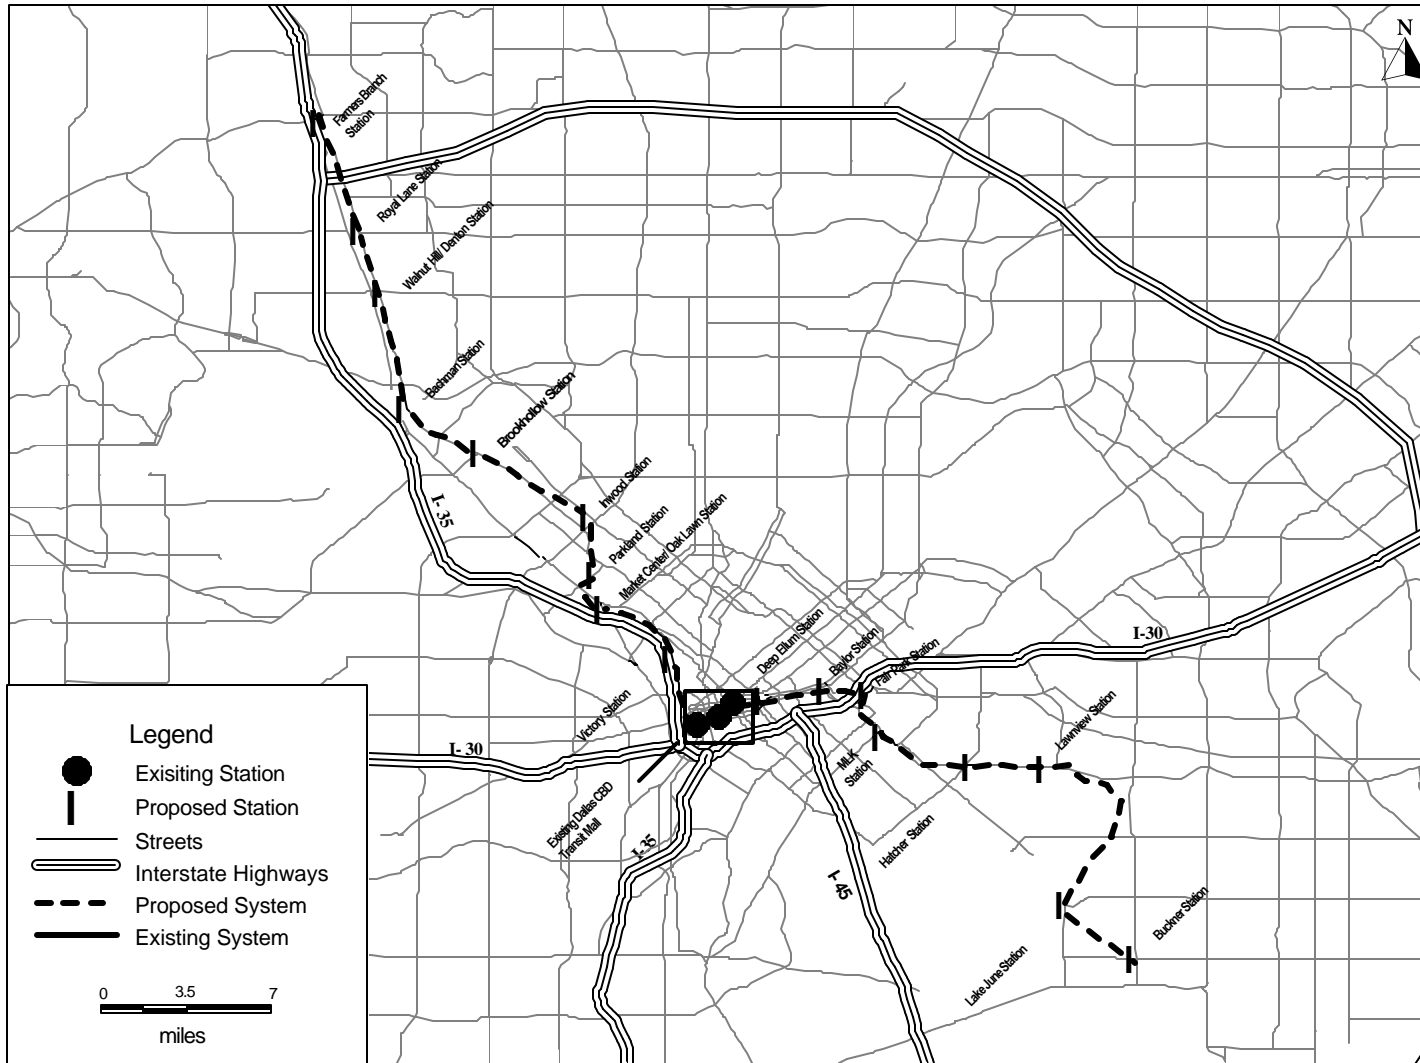 N
Farmers Branch
Station
Royal Lane Station
Walnut Hill/ Denton Station
Bachman Station
Brookhollow Station
Inwood Station
I- 35
Parkland Station
Market Center/ Oak Lawn Station
Deep Ellum Station
Baylor Station
Fair Park Station
I-30
Victory Station
Lawnview Station
I- 30
MLK
Station
Existing Dallas CBD
Transit Mall
I-35
Hatcher Station
I-45
Buckner Station
Lake June Station
Legend
Exisiting Station
Proposed Station
Streets
Interstate Highways
Proposed System
Existing System
0 3.5 7
miles